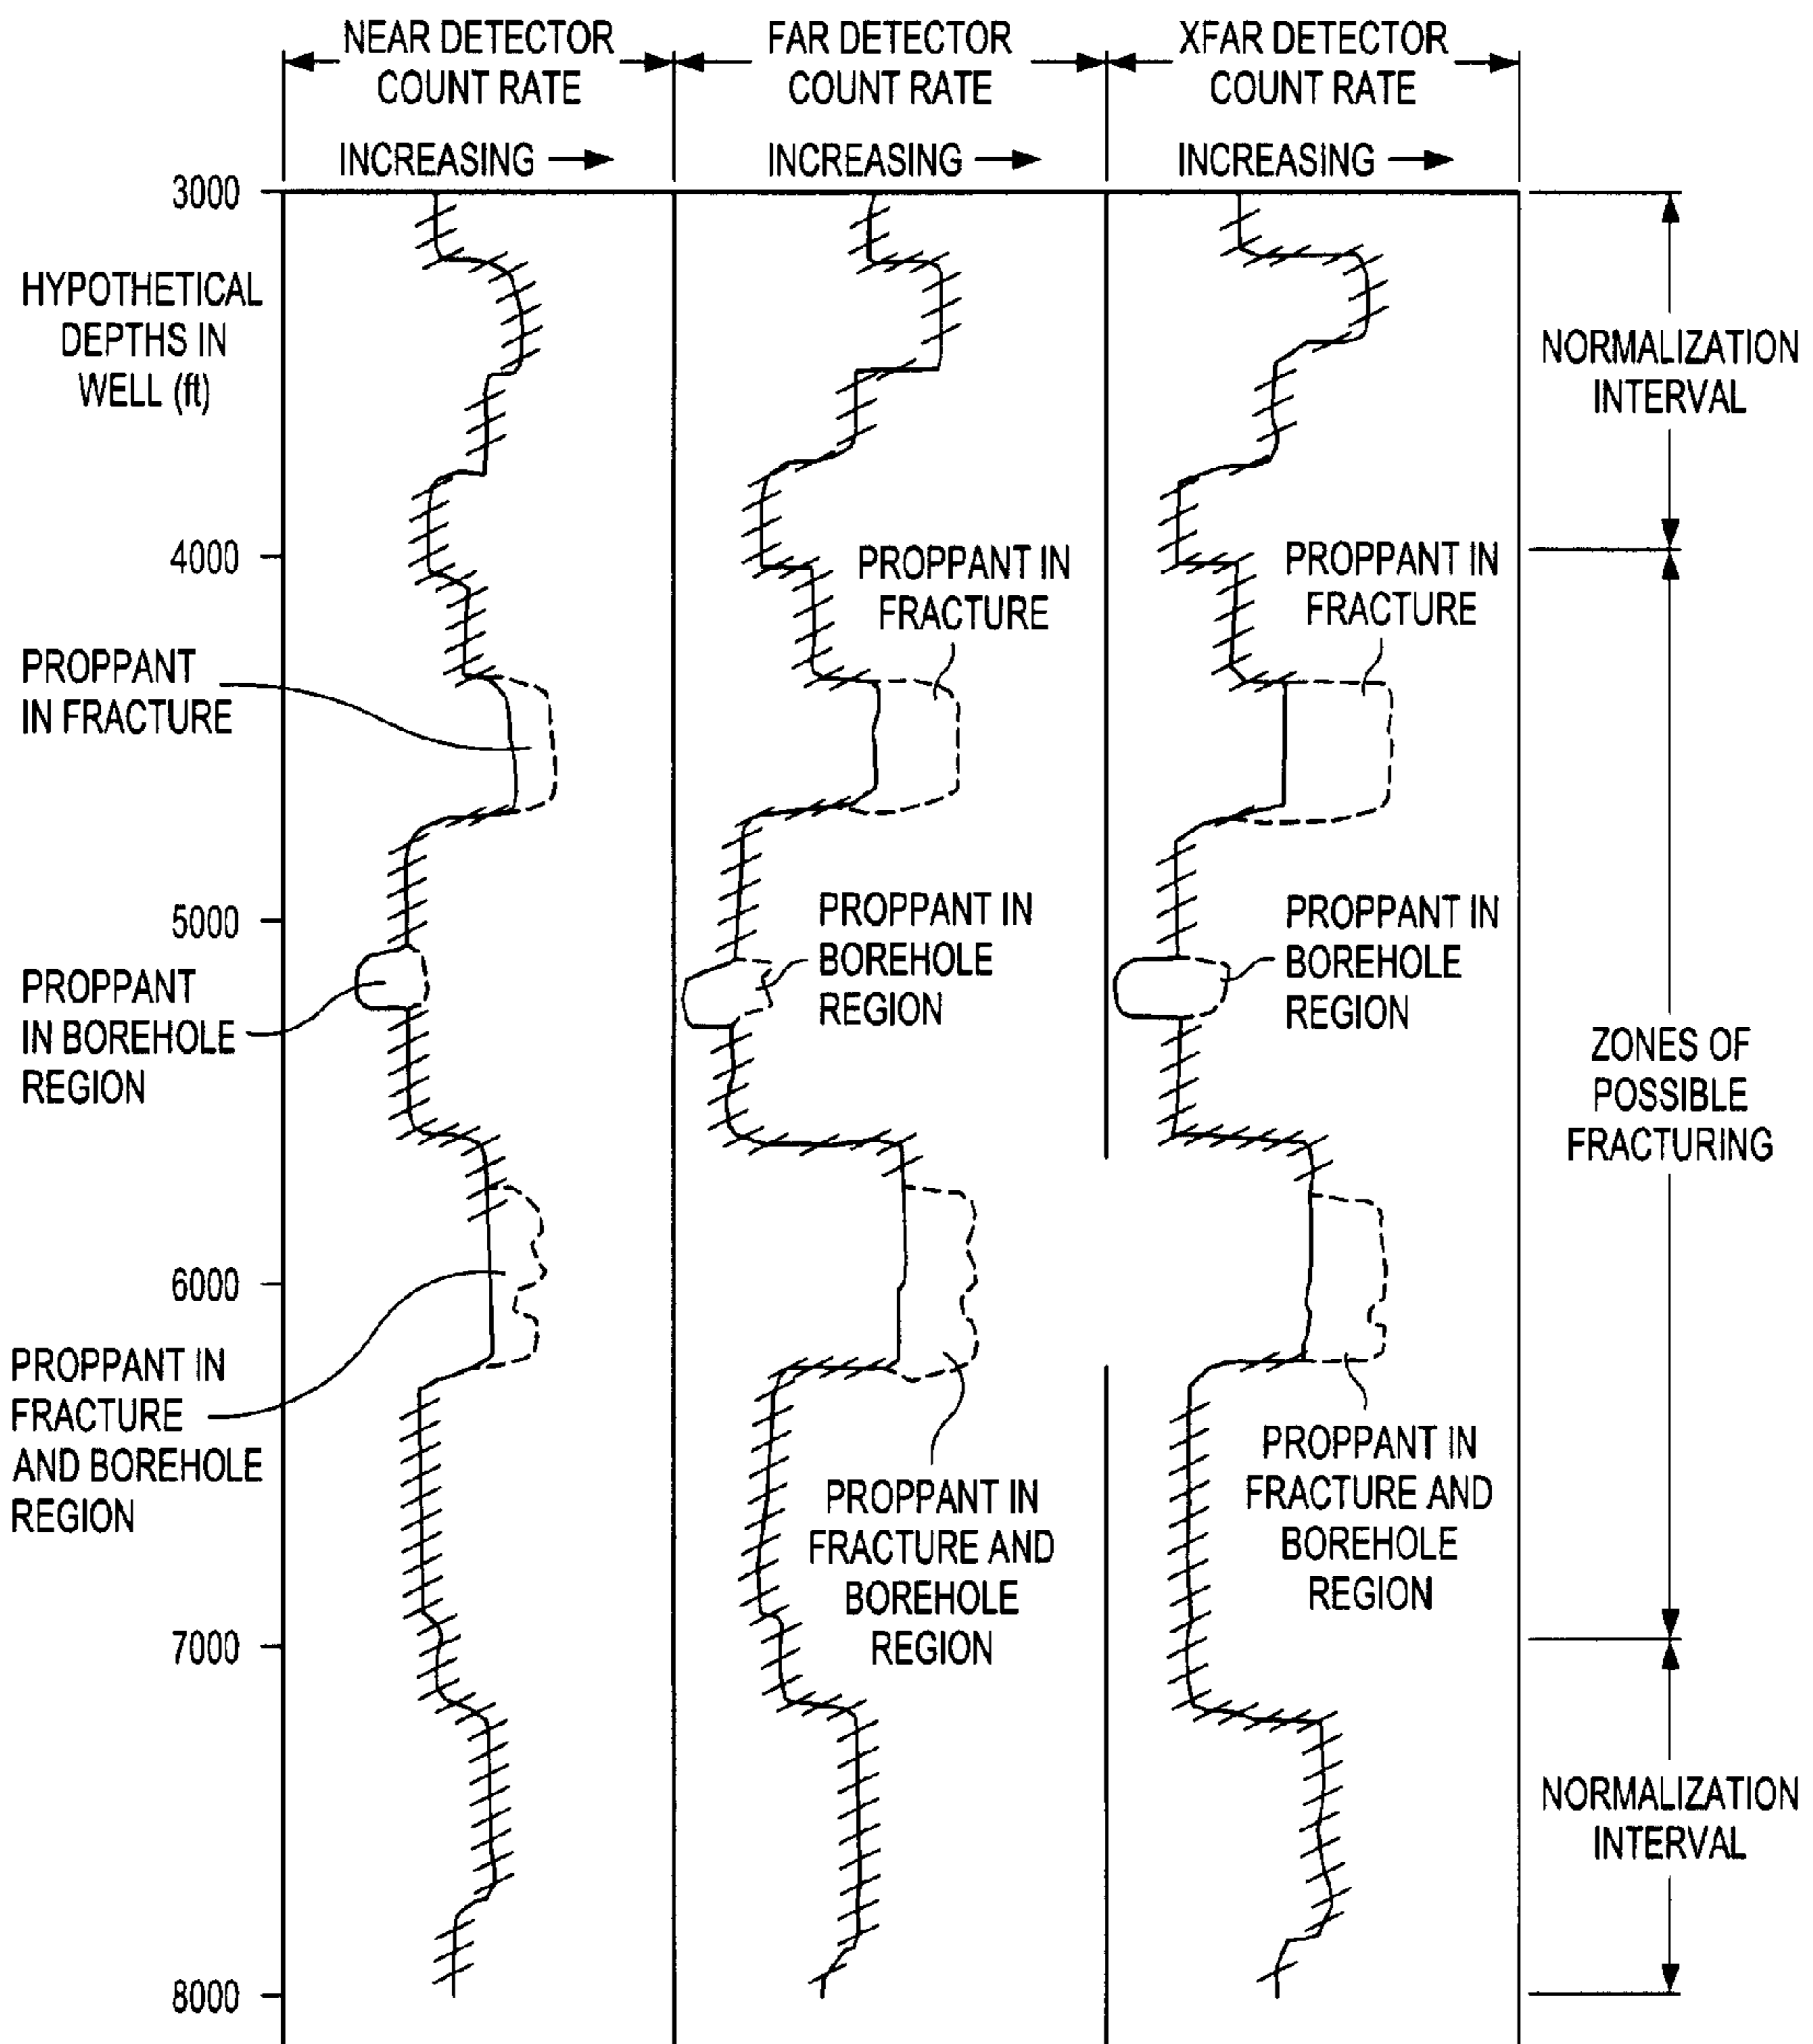 NEAR DETECTOR
COUNT RATE
FAR DETECTOR
COUNT RATE
XFAR DETECTOR
COUNT RATE
INCREASING
INCREASING
INCREASING
3000
HYPOTHETICAL
DEPTHS IN
WELL (ft)
NORMALIZATION
INTERVAL
4000
PROPPANT IN
FRACTURE
PROPPANT IN
FRACTURE
PROPPANT
IN FRACTURE
5000
PROPPANT IN
BOREHOLE
REGION
PROPPANT IN
BOREHOLE
REGION
PROPPANT
IN BOREHOLE
REGION
ZONES OF
POSSIBLE
FRACTURING
6000
PROPPANT IN
FRACTURE
AND BOREHOLE
REGION
PROPPANT IN
FRACTURE AND
BOREHOLE
REGION
PROPPANT IN
FRACTURE AND
BOREHOLE
REGION
7000
NORMALIZATION
INTERVAL
8000